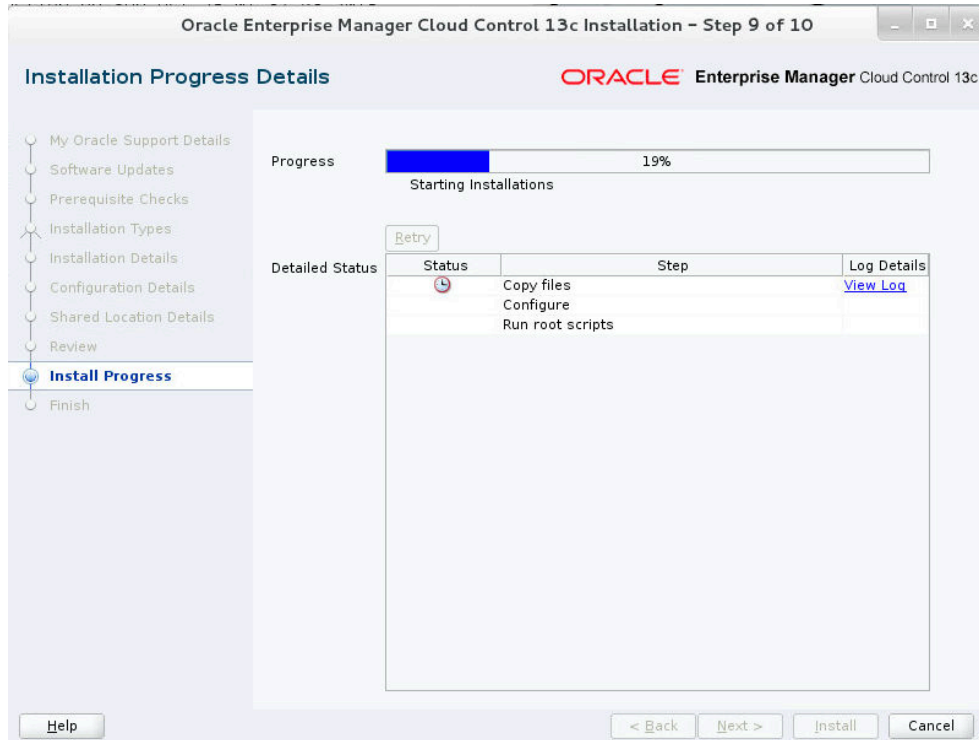 Oracle Enterprise Manager Cloud Control 13c Installation - Step 9 of 10
Installation Progress Details
ORACLE Enterprise Manager Cloud Control 13c
My Oracle Support Details
Software Updates
Prerequisite Checks
Installation Types
Installation Details
Configuration Details
Shared Location Details
Review
Install Progress
Finish
Progress
19%
Starting Installations
Retry
Detailed Status
Status Step Log Details
Copy files View Log
Configure
Run root scripts
Help
< Back Next > Install Cancel